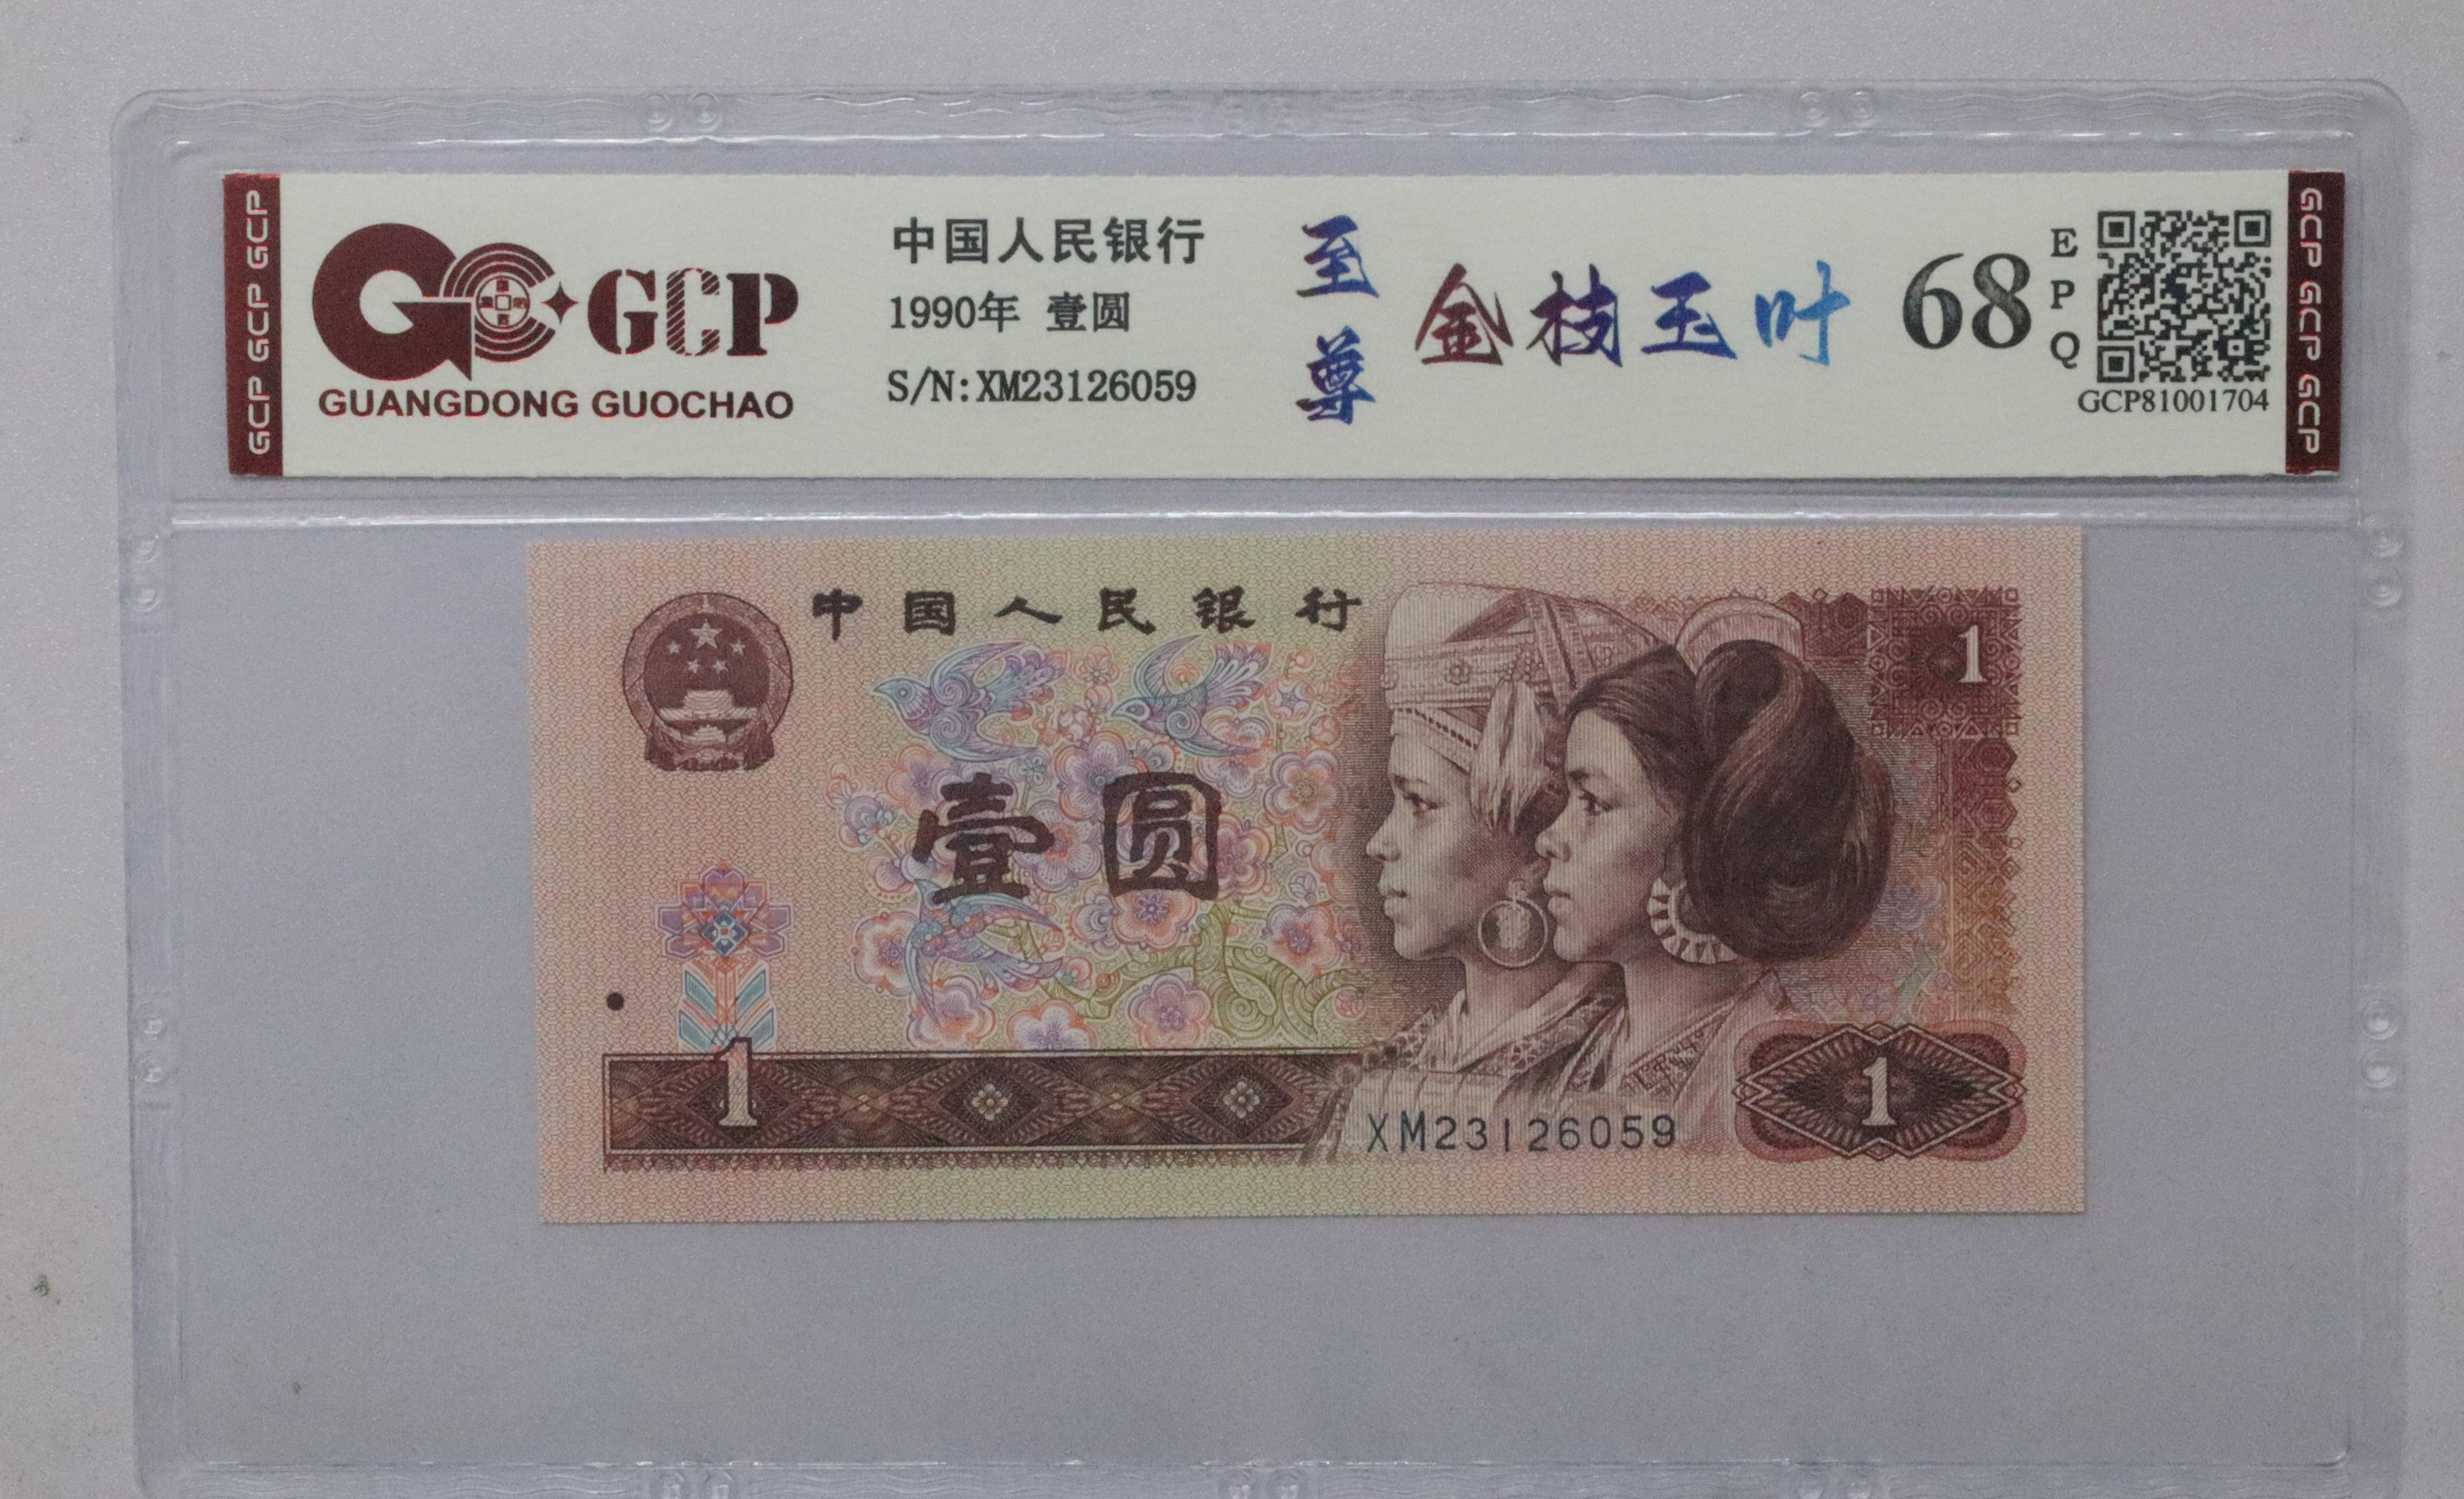 GCP GCP GCP
GCP
GUANGDONG GUOCHAO
中国人民银行
1990年 壹圆
S/N:XM23126059
至尊
金枝玉叶
68
EPQ
GCP81001704
GCP GCP GCP
中国人民银行
1
壹圆
1
XM23126059
1